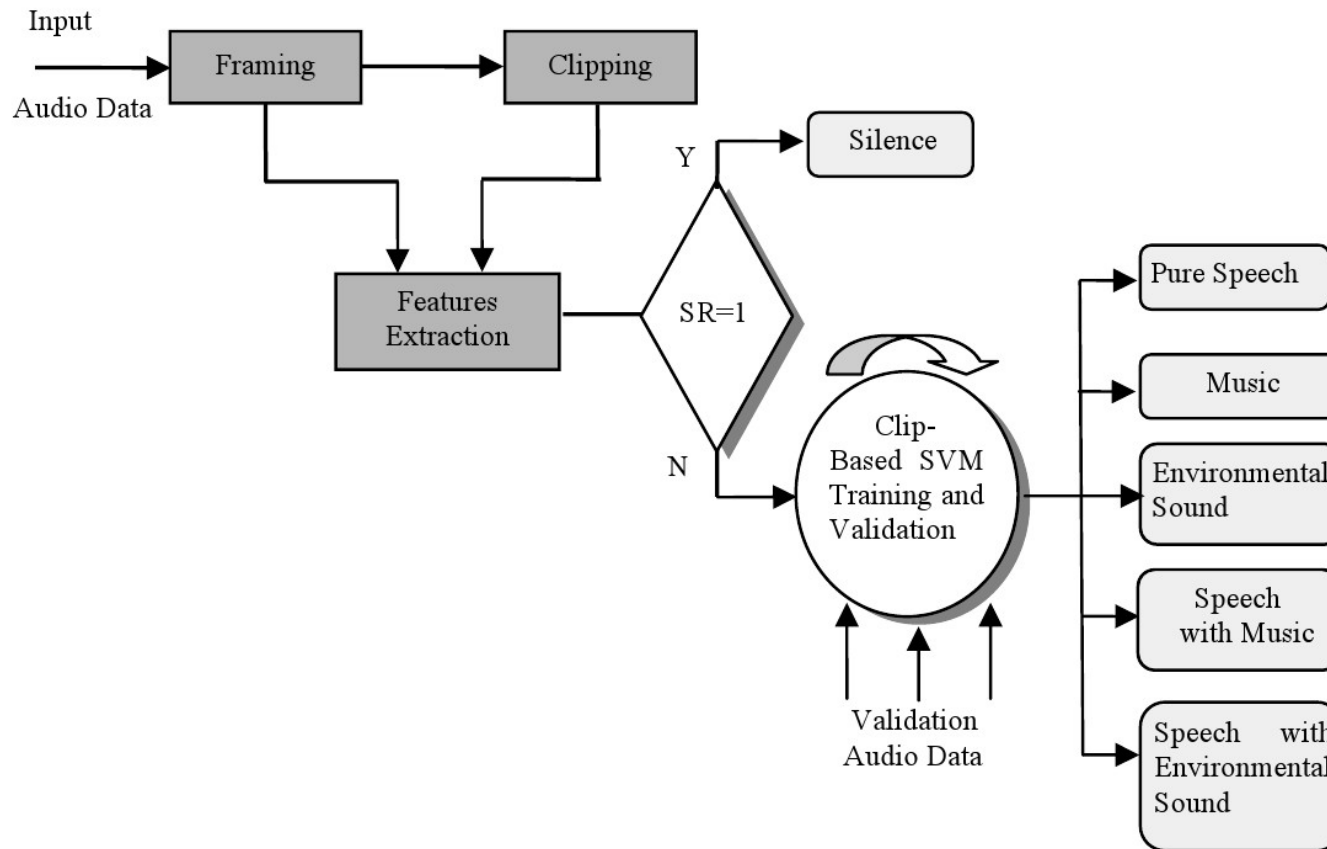 Input
Audio Data
Framing
Clipping
Y
Silence
Features
Extraction
SR=1
N
Clip-
Based SVM
Training and
Validation
Validation
Audio Data
Pure Speech
Music
Environmental
Sound
Speech
with Music
Speech with
Environmental
Sound